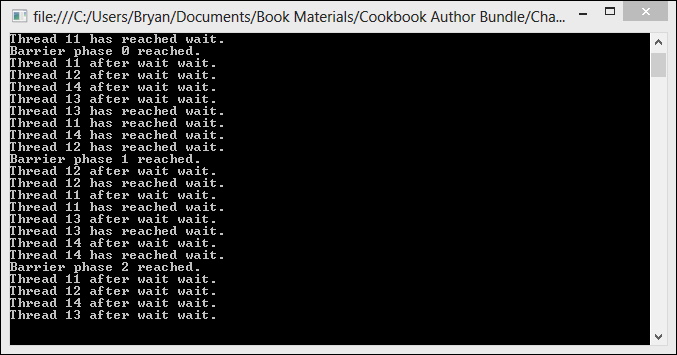 file:///C:/Users/Bryan/Documents/Book Materials/Cookbook Author Bundle/Cha...
Thread 11 has reached wait.
Barrier phase 0 reached.
Thread 11 after wait wait.
Thread 12 after wait wait.
Thread 14 after wait wait.
Thread 13 after wait wait.
Thread 13 has reached wait.
Thread 11 has reached wait.
Thread 14 has reached wait.
Thread 12 has reached wait.
Barrier phase 1 reached.
Thread 12 after wait wait.
Thread 12 has reached wait.
Thread 11 after wait wait.
Thread 11 has reached wait.
Thread 13 after wait wait.
Thread 13 has reached wait.
Thread 14 after wait wait.
Thread 14 has reached wait.
Barrier phase 2 reached.
Thread 11 after wait wait.
Thread 12 after wait wait.
Thread 14 after wait wait.
Thread 13 after wait wait.